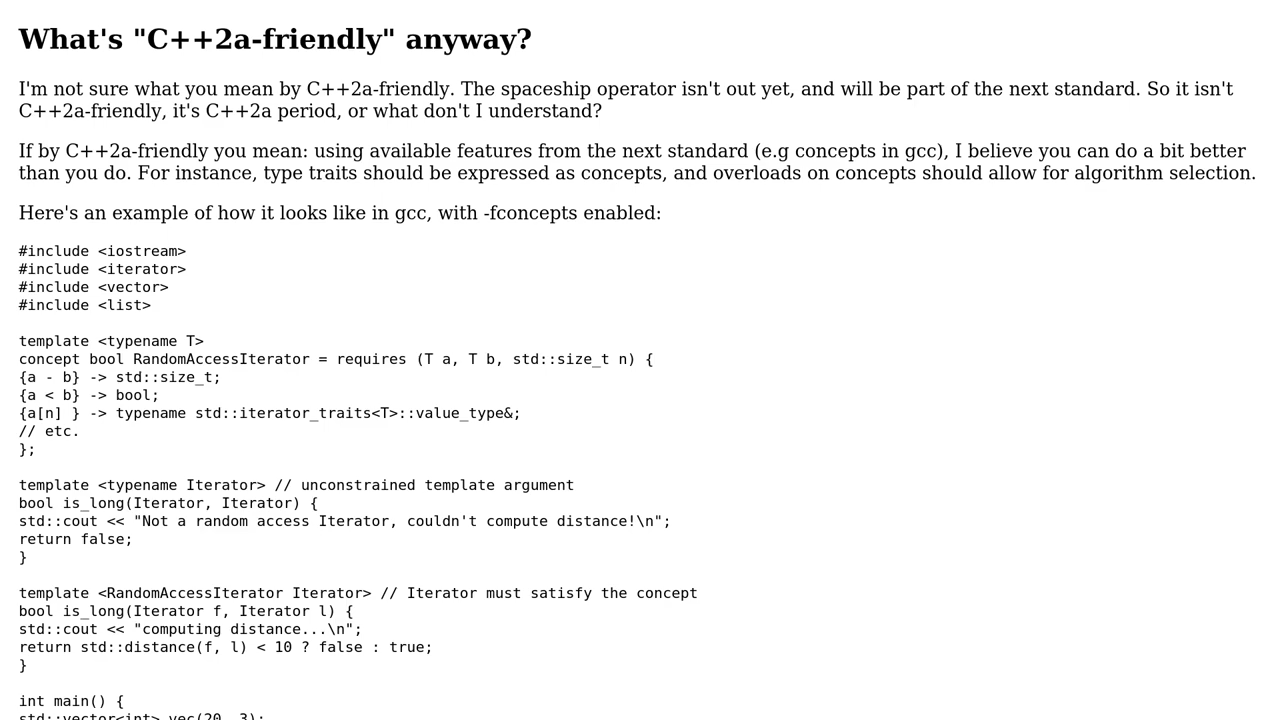 What's "C++2a-friendly" anyway?
I'm not sure what you mean by C++2a-friendly. The spaceship operator isn't out yet, and will be part of the next standard. So it isn't
C++2a-friendly, it's C++2a period, or what don't I understand?
If by C++2a-friendly you mean: using available features from the next standard (e.g concepts in gcc), I believe you can do a bit better
than you do. For instance, type traits should be expressed as concepts, and overloads on concepts should allow for algorithm selection.
Here's an example of how it looks like in gcc, with -fconcepts enabled:
#include <iostream>
#include <iterator>
#include <vector>
#include <list>
template <typename T>
concept bool RandomAccessIterator = requires (T a, T b, std::size_t n) {
{a - b} -> std::size_t;
{a < b} -> bool;
{a[n] } -> typename std::iterator_traits<T>::value_type&;
// etc.
};
template <typename Iterator> // unconstrained template argument
bool is_long(Iterator, Iterator) {
std::cout << "Not a random access Iterator, couldn't compute distance!\n";
return false;
}
template <RandomAccessIterator Iterator> // Iterator must satisfy the concept
bool is_long(Iterator f, Iterator l) {
std::cout << "computing distance...\n";
return std::distance(f, l) < 10 ? false : true;
}
int main() {
std::vector<int> vec(20, 3);